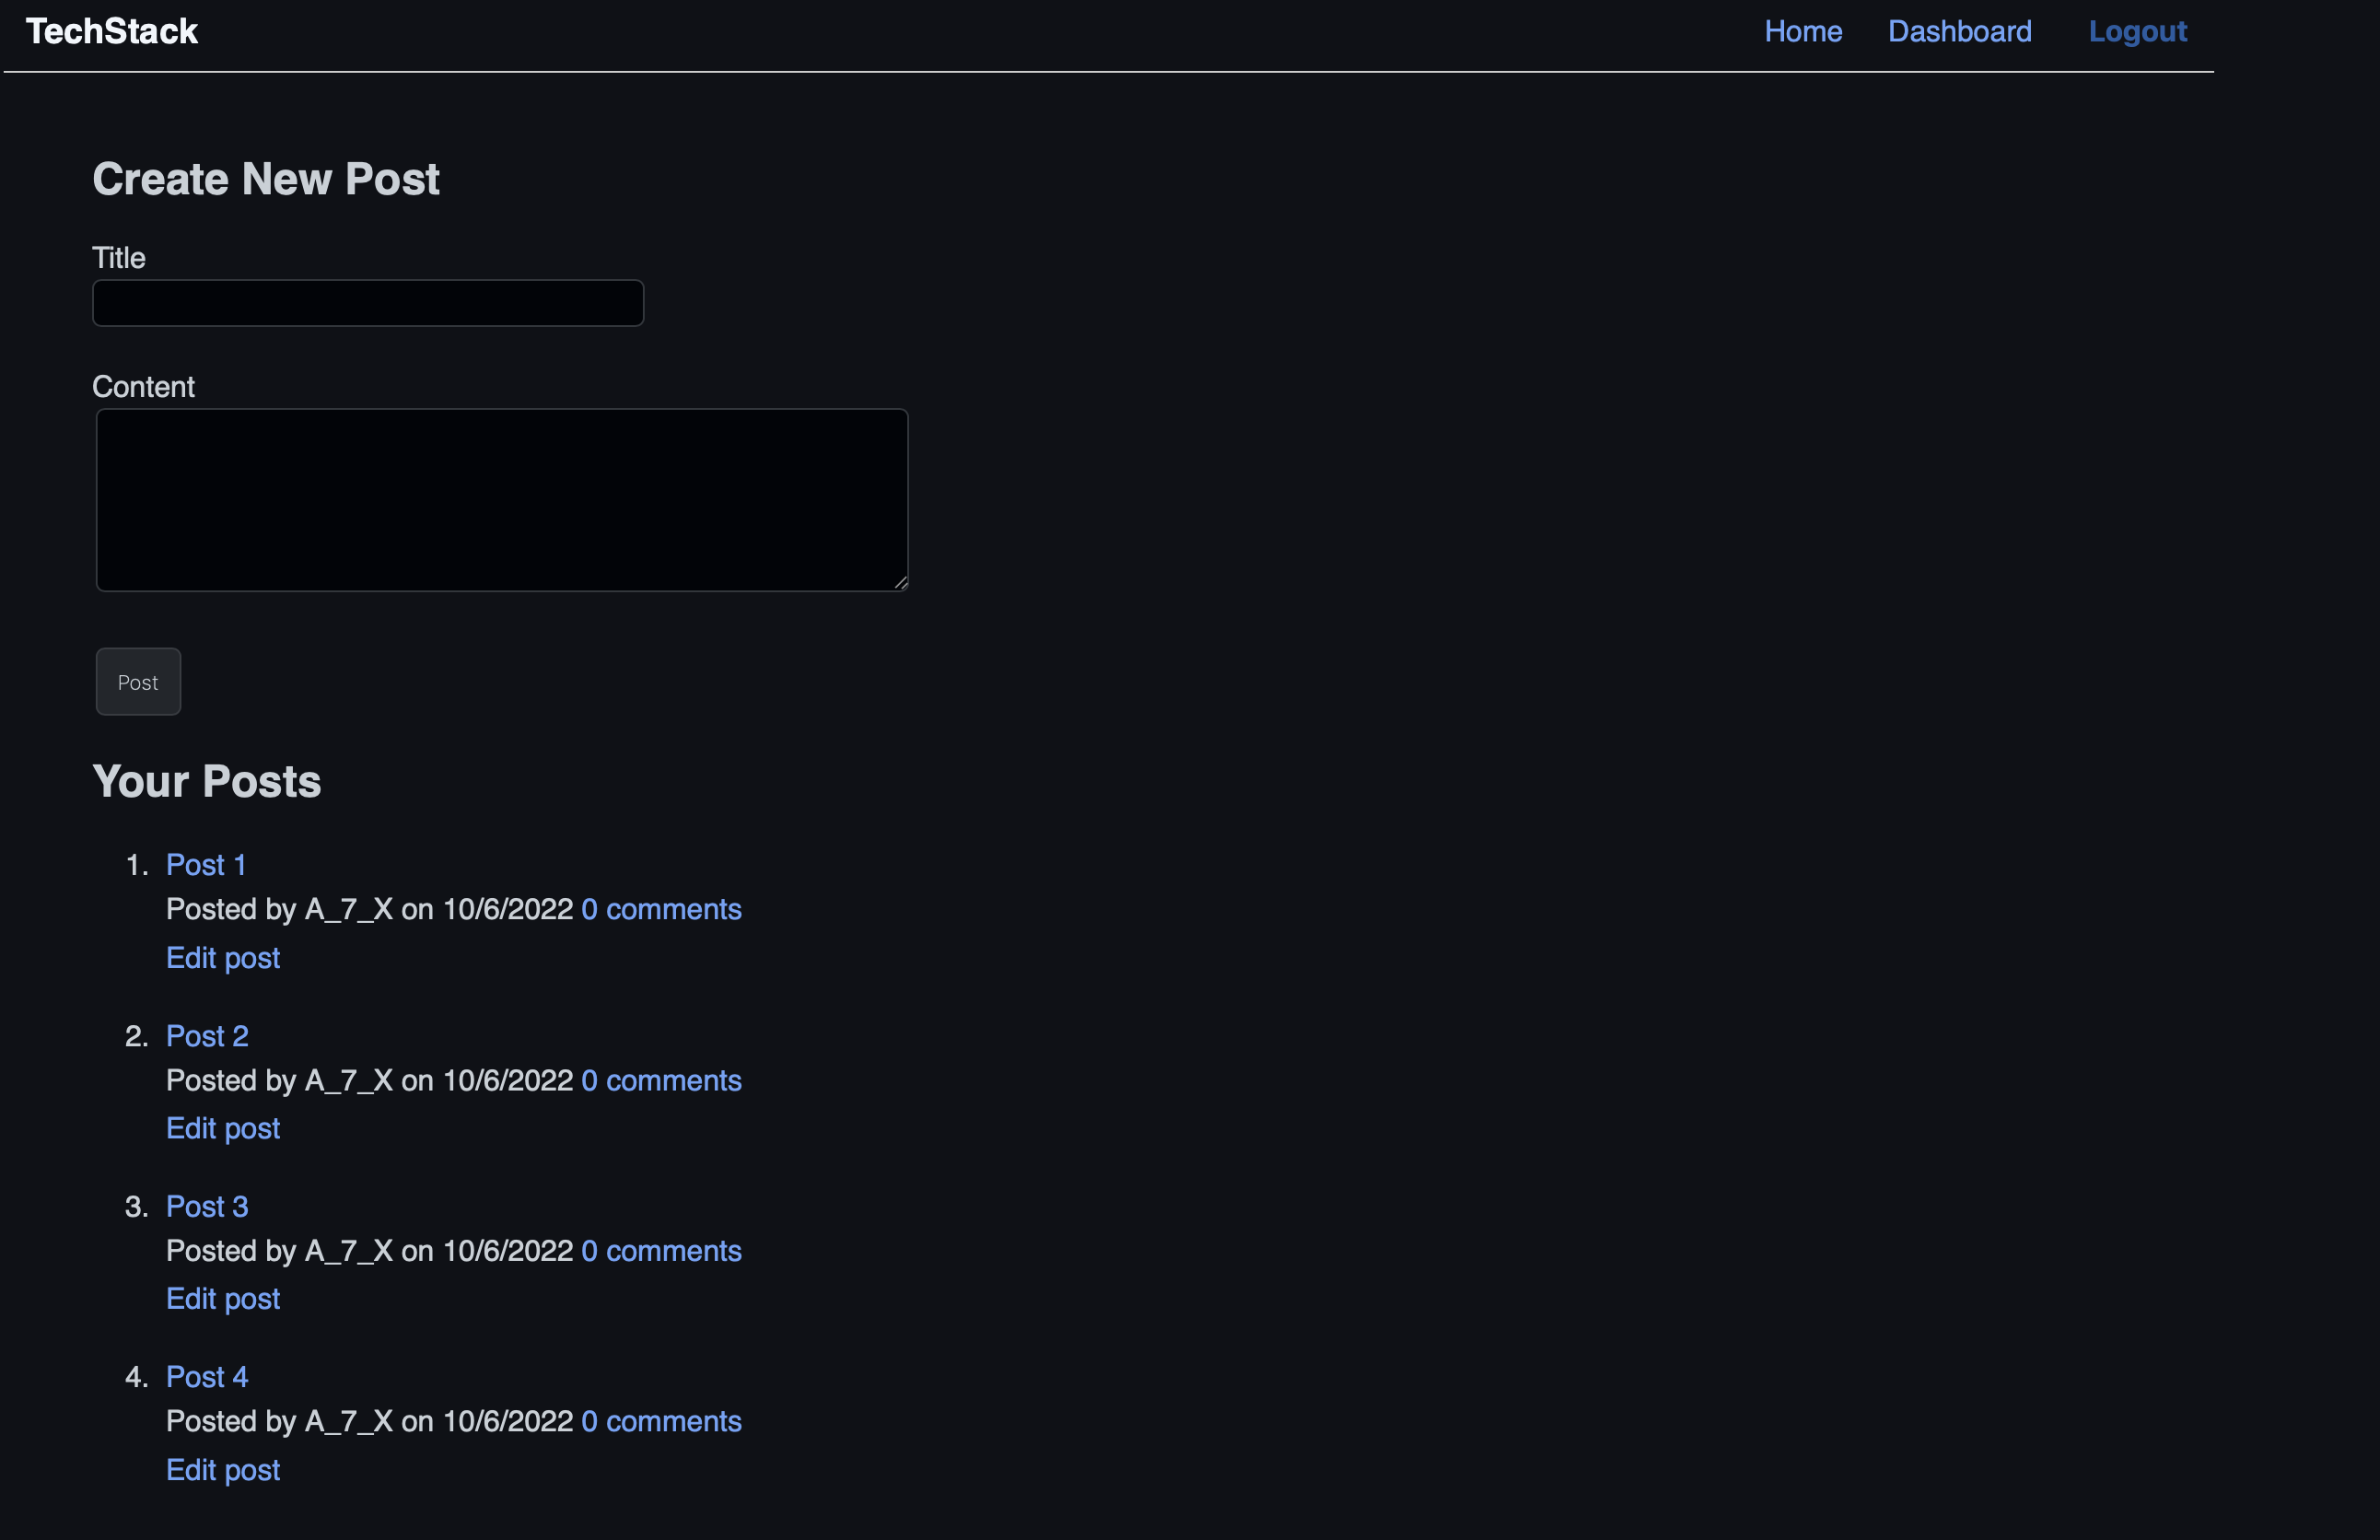 TechStack Home Dashboard Logout
Create New Post
Title
Content
Post
Your Posts
1. Post 1
Posted by A_7_X on 10/6/2022 0 comments
Edit post
2. Post 2
Posted by A_7_X on 10/6/2022 0 comments
Edit post
3. Post 3
Posted by A_7_X on 10/6/2022 0 comments
Edit post
4. Post 4
Posted by A_7_X on 10/6/2022 0 comments
Edit post